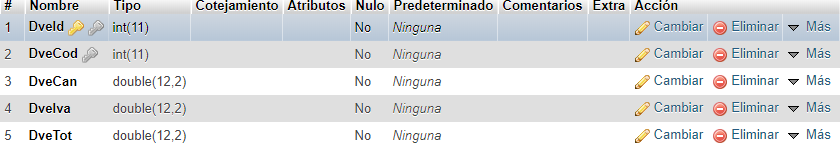 # Nombre Tipo Cotejamiento Atributos Nulo Predeterminado Comentarios Extra Acción
1 DveId int(11) No Ninguna Cambiar Eliminar Más
2 DveCod int(11) No Ninguna Cambiar Eliminar Más
3 DveCan double(12,2) No Ninguna Cambiar Eliminar Más
4 DveIva double(12,2) No Ninguna Cambiar Eliminar Más
5 DveTot double(12,2) No Ninguna Cambiar Eliminar Más